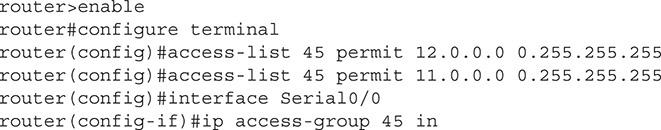 router>enable
router#configure terminal
router(config)#access-list 45 permit 12.0.0.0 0.255.255.255
router(config)#access-list 45 permit 11.0.0.0 0.255.255.255
router(config)#interface Serial0/0
router(config-if)#ip access-group 45 in